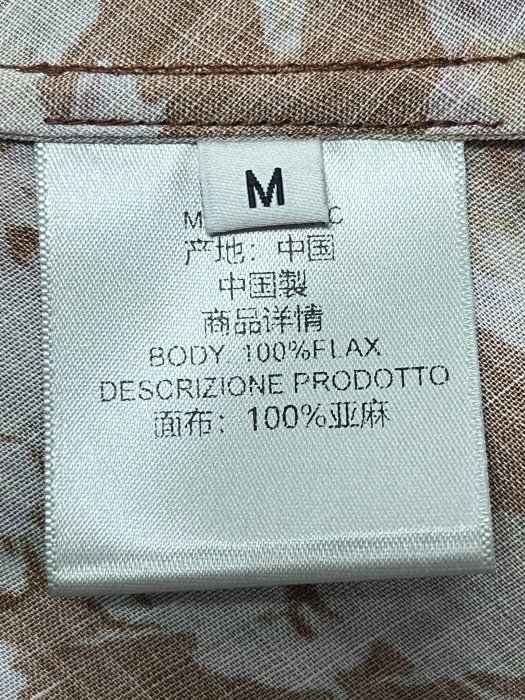 M
产地：中国
中国製
商品详情
BODY: 100%FLAX
DESCRIZIONE PRODOTTO
面布：100%亚麻